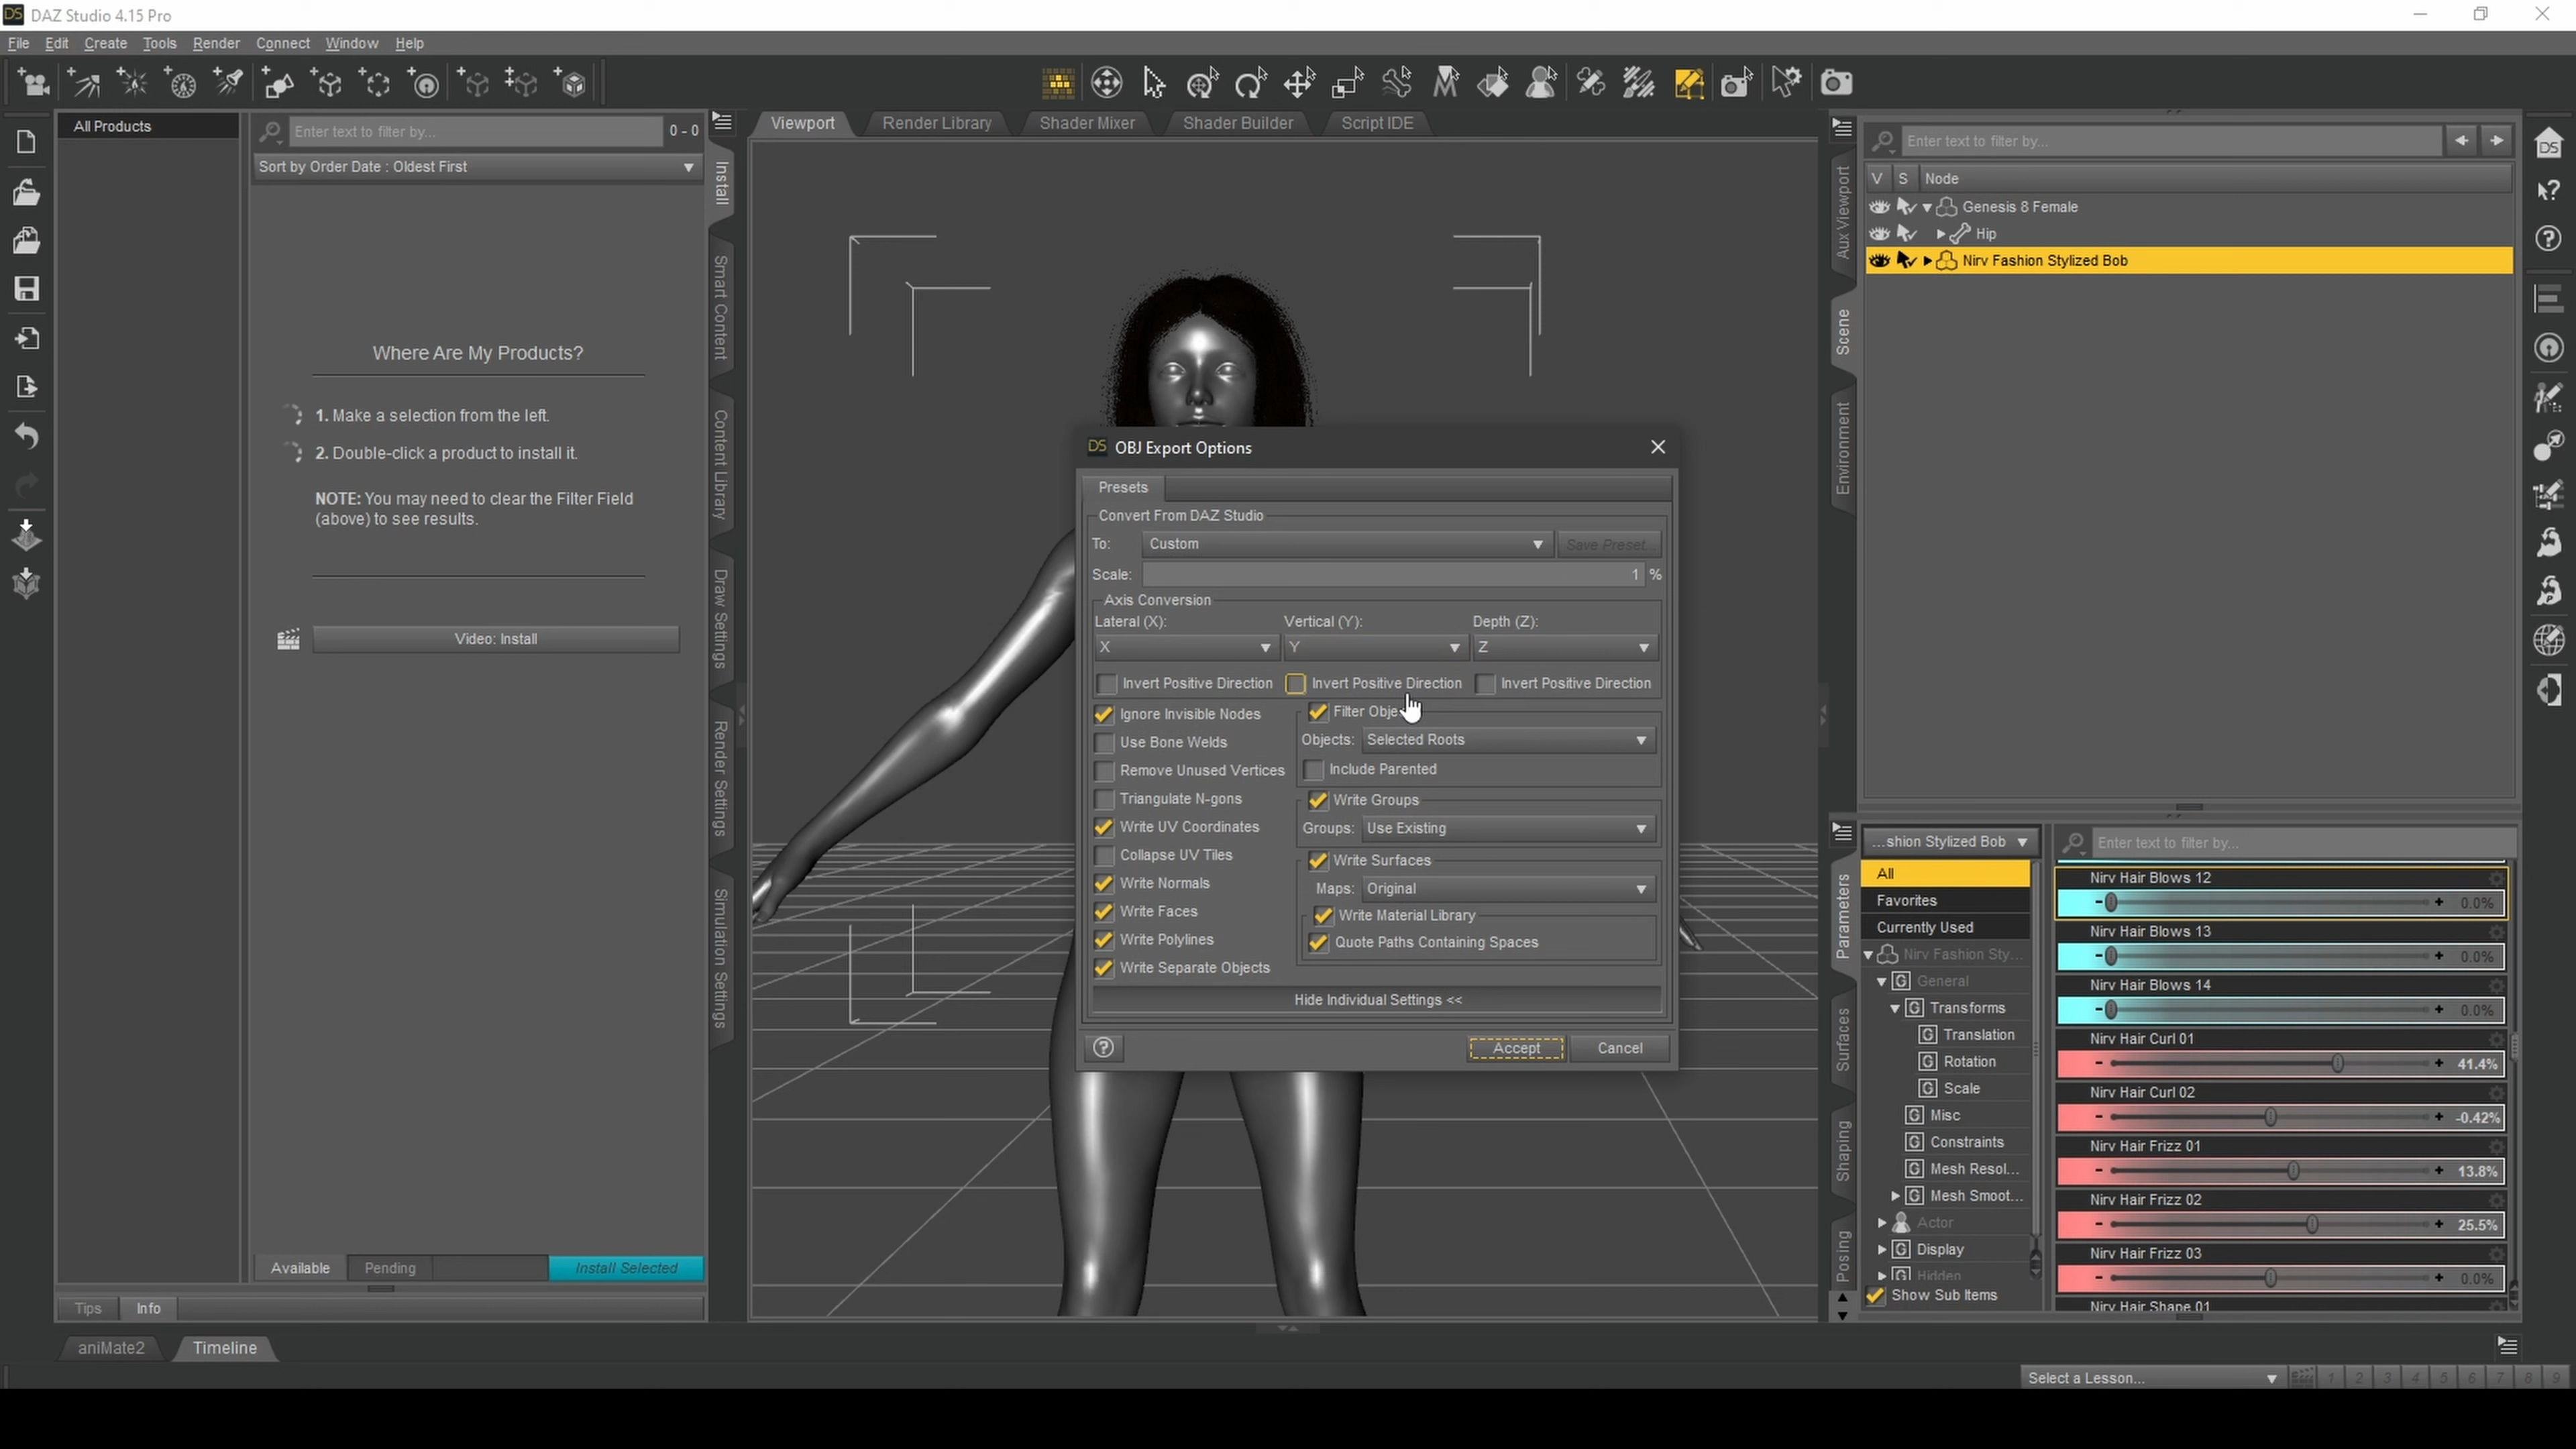 DS DAZ Studio 4.15 Pro
File Edit Create Tools Render Connect Window Help
All Products
Enter text to filter by...
0 - 0
Sort by Order Date : Oldest First
Where Are My Products?
1. Make a selection from the left.
2. Double-click a product to install it.
NOTE: You may need to clear the Filter Field
(above) to see results.
Video: Install
Available
Pending
Install Selected
Tips
Info
aniMate2
Timeline
Install
Smart Content
Content Library
Draw Settings
Render Settings
Simulation Settings
Viewport
Render Library
Shader Mixer
Shader Builder
Script IDE
DS OBJ Export Options
Presets
Convert From DAZ Studio
To: Custom
Save Preset...
Scale: 1 %
Axis Conversion
Lateral (X): Vertical (Y): Depth (Z):
X Y Z
Invert Positive Direction Invert Positive Direction Invert Positive Direction
Ignore Invisible Nodes
Use Bone Welds
Remove Unused Vertices
Triangulate N-gons
Write UV Coordinates
Collapse UV Tiles
Write Normals
Write Faces
Write Polylines
Write Separate Objects
Filter Obje
Objects: Selected Roots
Include Parented
Write Groups
Groups: Use Existing
Write Surfaces
Maps: Original
Write Material Library
Quote Paths Containing Spaces
Hide Individual Settings <<
?
Accept
Cancel
Aux Viewport
Scene
Environment
Enter text to filter by...
V S Node
Genesis 8 Female
Hip
Nirv Fashion Stylized Bob
DS
Parameters
Surfaces
Shaping
Posing
...shion Stylized Bob
Enter text to filter by...
All
Favorites
Currently Used
Nirv Fashion Sty...
G General
G Transforms
G Translation
G Rotation
G Scale
G Misc
G Constraints
G Mesh Resol...
G Mesh Smoot...
Actor
G Display
G Hidden
Show Sub Items
Nirv Hair Blows 12
- + 0.0%
Nirv Hair Blows 13
- + 0.0%
Nirv Hair Blows 14
- + 0.0%
Nirv Hair Curl 01
- + 41.4%
Nirv Hair Curl 02
- + -0.42%
Nirv Hair Frizz 01
- + 13.8%
Nirv Hair Frizz 02
- + 25.5%
Nirv Hair Frizz 03
- + 0.0%
Nirv Hair Shape 01
Select a Lesson...
1 2 3 4 5 6 7 8 9